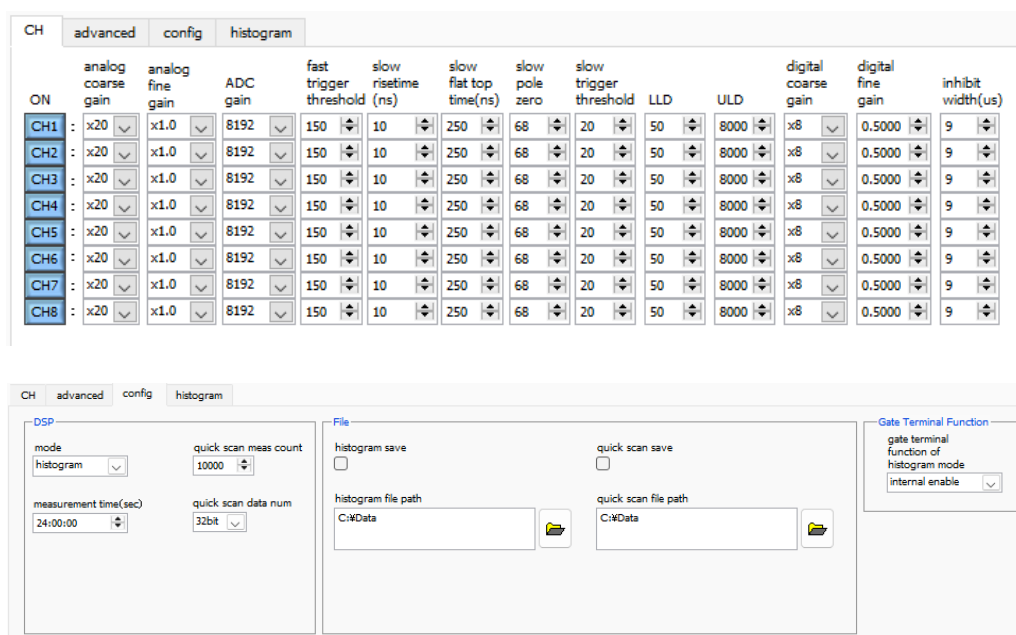 CH advanced config histogram
ON analog coarse gain analog fine gain ADC gain fast trigger threshold slow risetime (ns) slow flat top time(ns) slow pole zero slow trigger threshold LLD ULD digital coarse gain digital fine gain inhibit width(us)
CH1 : x20 x1.0 8192 150 10 250 68 20 50 8000 x8 0.5000 9
CH2 : x20 x1.0 8192 150 10 250 68 20 50 8000 x8 0.5000 9
CH3 : x20 x1.0 8192 150 10 250 68 20 50 8000 x8 0.5000 9
CH4 : x20 x1.0 8192 150 10 250 68 20 50 8000 x8 0.5000 9
CH5 : x20 x1.0 8192 150 10 250 68 20 50 8000 x8 0.5000 9
CH6 : x20 x1.0 8192 150 10 250 68 20 50 8000 x8 0.5000 9
CH7 : x20 x1.0 8192 150 10 250 68 20 50 8000 x8 0.5000 9
CH8 : x20 x1.0 8192 150 10 250 68 20 50 8000 x8 0.5000 9
CH advanced config histogram
DSP
mode
histogram
quick scan meas count
10000
measurement time(sec)
24:00:00
quick scan data num
32bit
File
histogram save
quick scan save
histogram file path
C:¥Data
quick scan file path
C:¥Data
Gate Terminal Function
gate terminal
function of
histogram mode
internal enable